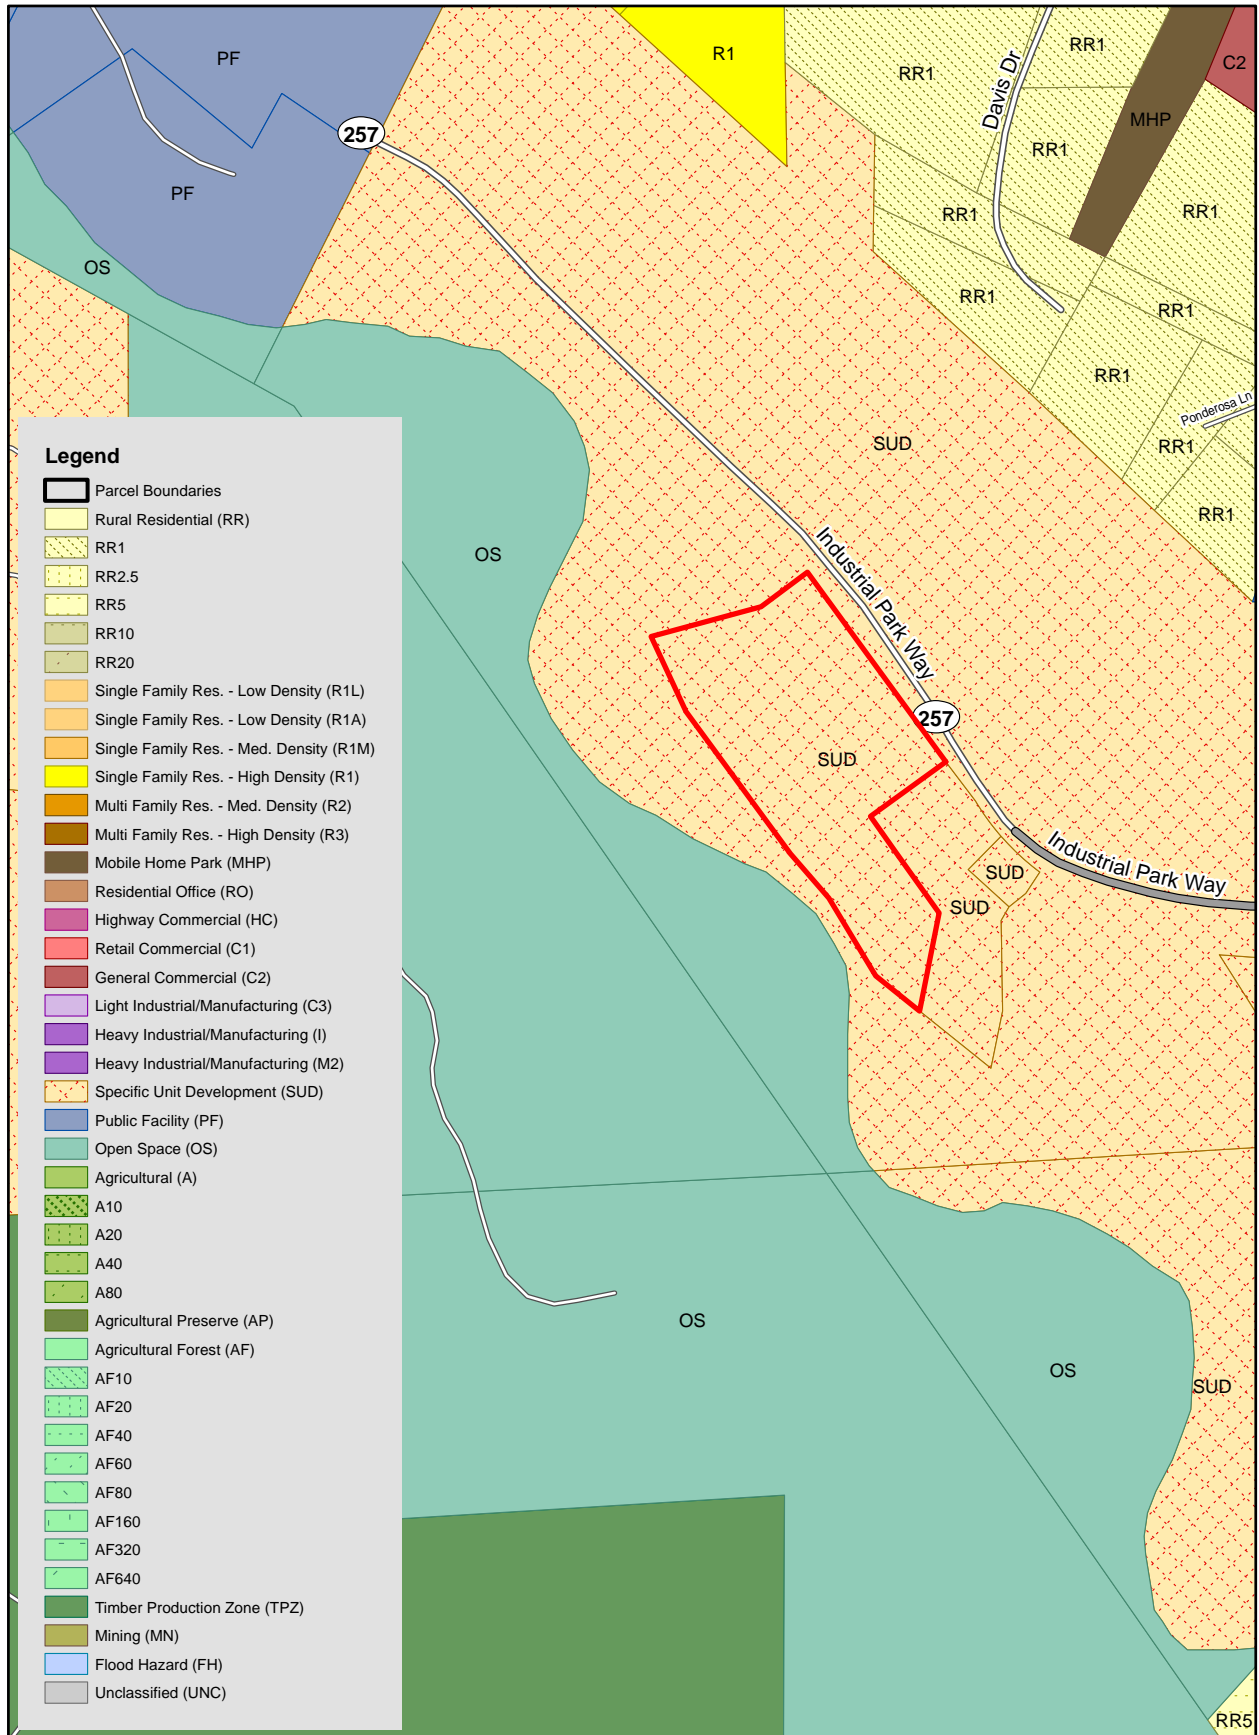 PF
R1
RR1
RR1
Davis Dr
C2
MHP
257
RR1
PF
RR1
RR1
OS
RR1
RR1
RR1
Ponderosa Ln
SUD
RR1
RR1
OS
Industrial Park Way
257
SUD
Industrial Park Way
SUD
SUD
OS
OS
SUD
RR5
Legend
Parcel Boundaries
Rural Residential (RR)
RR1
RR2.5
RR5
RR10
RR20
Single Family Res. - Low Density (R1L)
Single Family Res. - Low Density (R1A)
Single Family Res. - Med. Density (R1M)
Single Family Res. - High Density (R1)
Multi Family Res. - Med. Density (R2)
Multi Family Res. - High Density (R3)
Mobile Home Park (MHP)
Residential Office (RO)
Highway Commercial (HC)
Retail Commercial (C1)
General Commercial (C2)
Light Industrial/Manufacturing (C3)
Heavy Industrial/Manufacturing (I)
Heavy Industrial/Manufacturing (M2)
Specific Unit Development (SUD)
Public Facility (PF)
Open Space (OS)
Agricultural (A)
A10
A20
A40
A80
Agricultural Preserve (AP)
Agricultural Forest (AF)
AF10
AF20
AF40
AF60
AF80
AF160
AF320
AF640
Timber Production Zone (TPZ)
Mining (MN)
Flood Hazard (FH)
Unclassified (UNC)